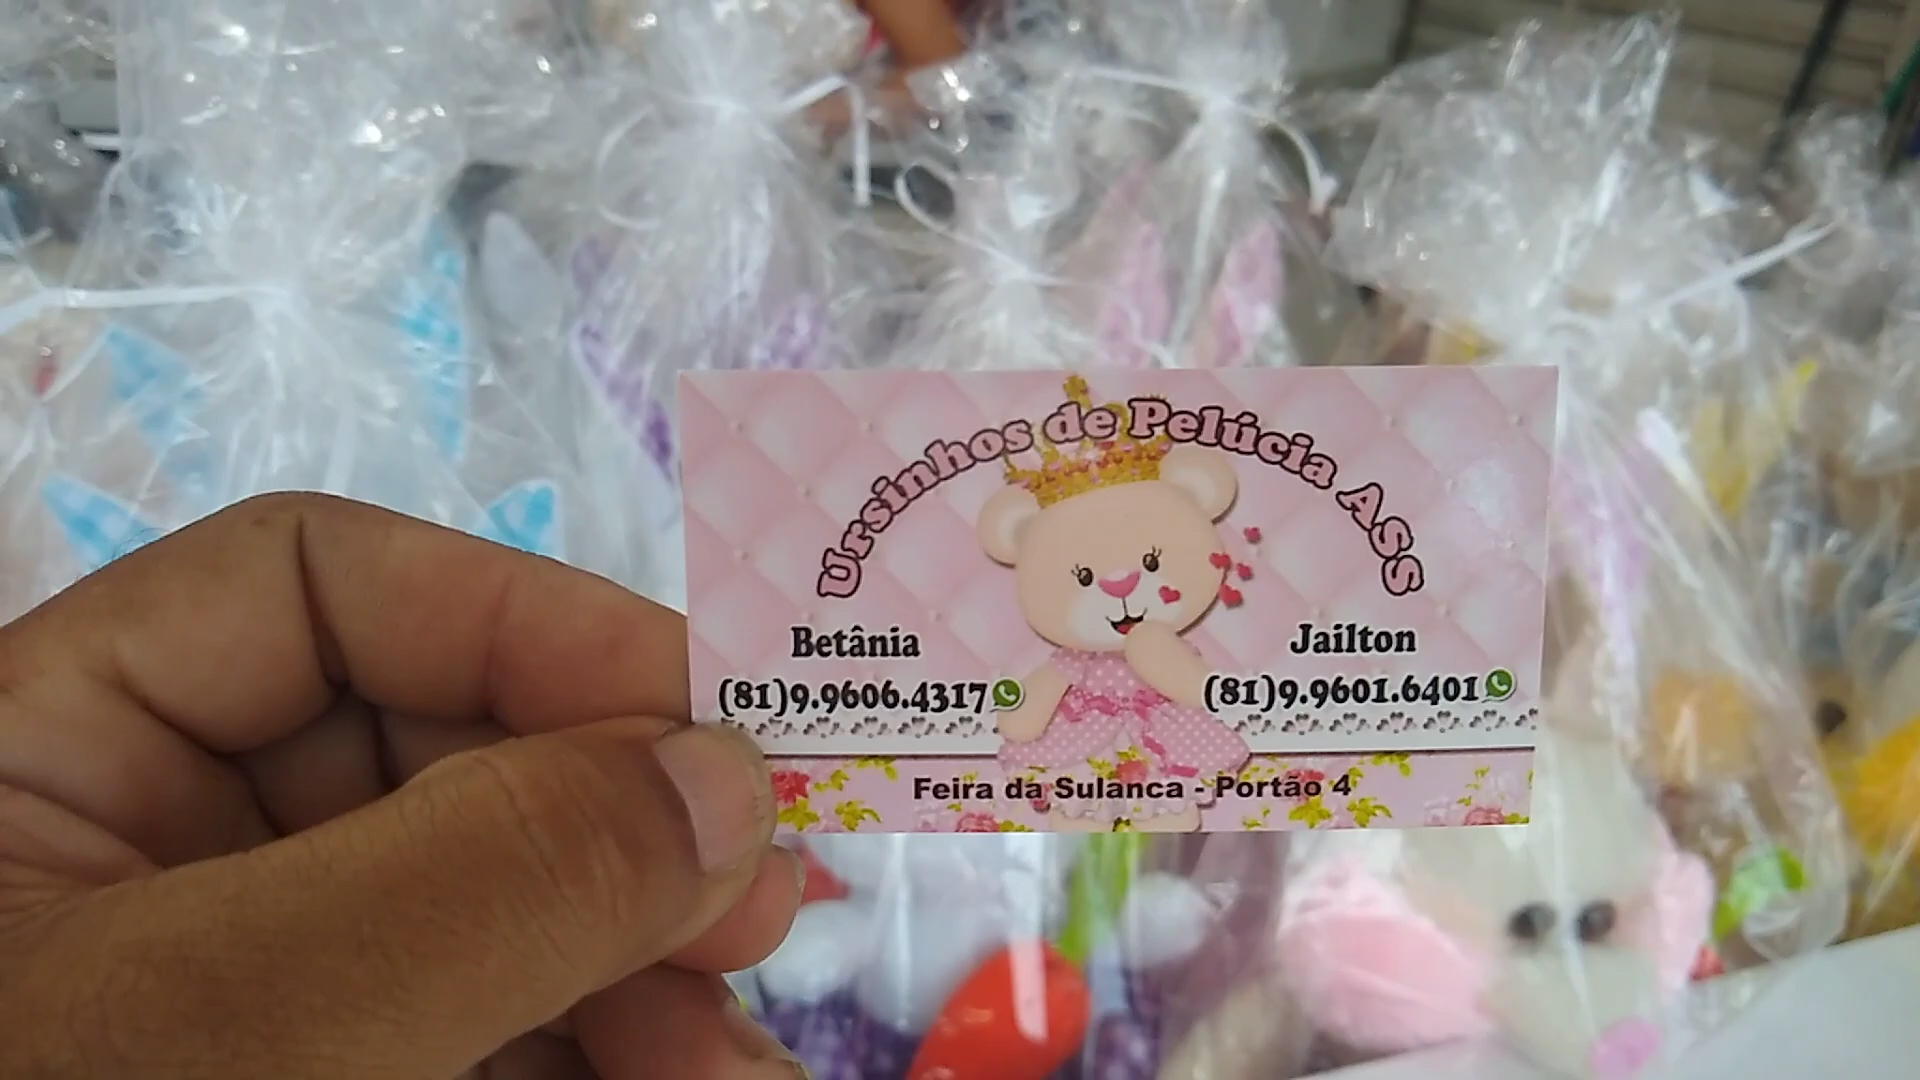 Ursinhos de Pelúcia ASS
Betânia
(81)9.9606.4317
Jailton
(81)9.9601.6401
Feira da Sulanca - Portão 4